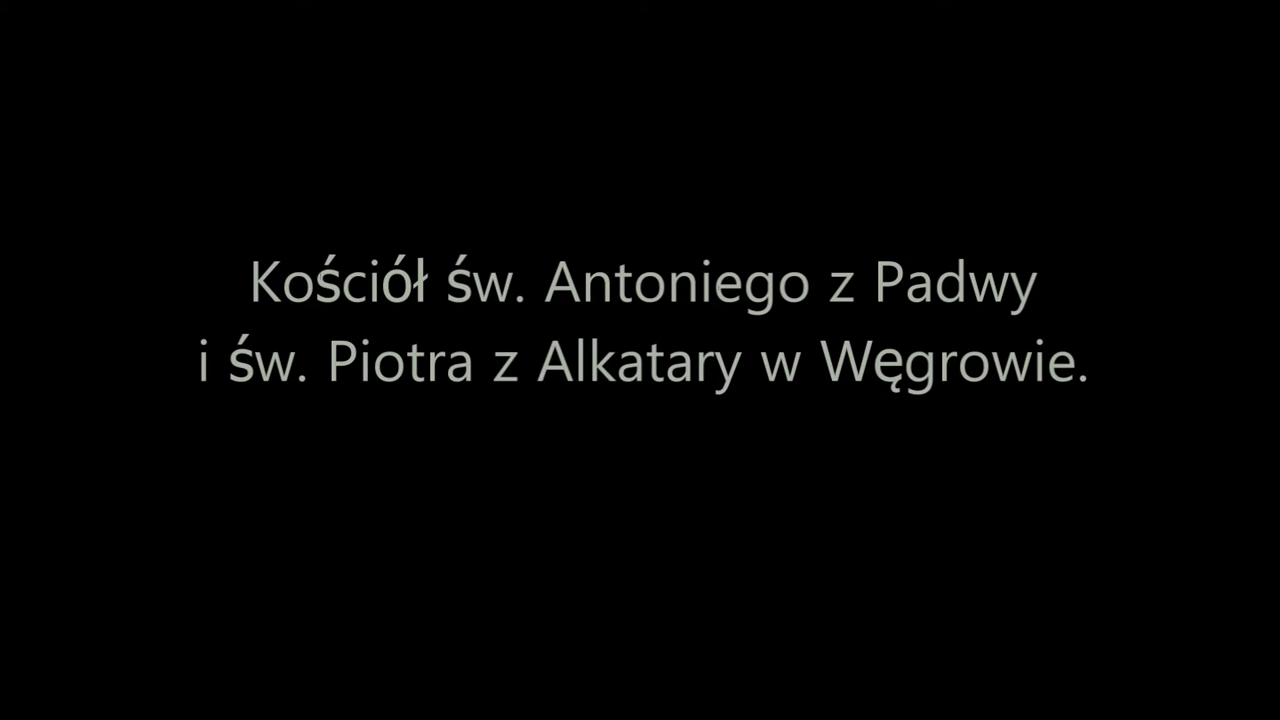 Kościół św. Antoniego z Padwy
i św. Piotra z Alkatary w Węgrowie.